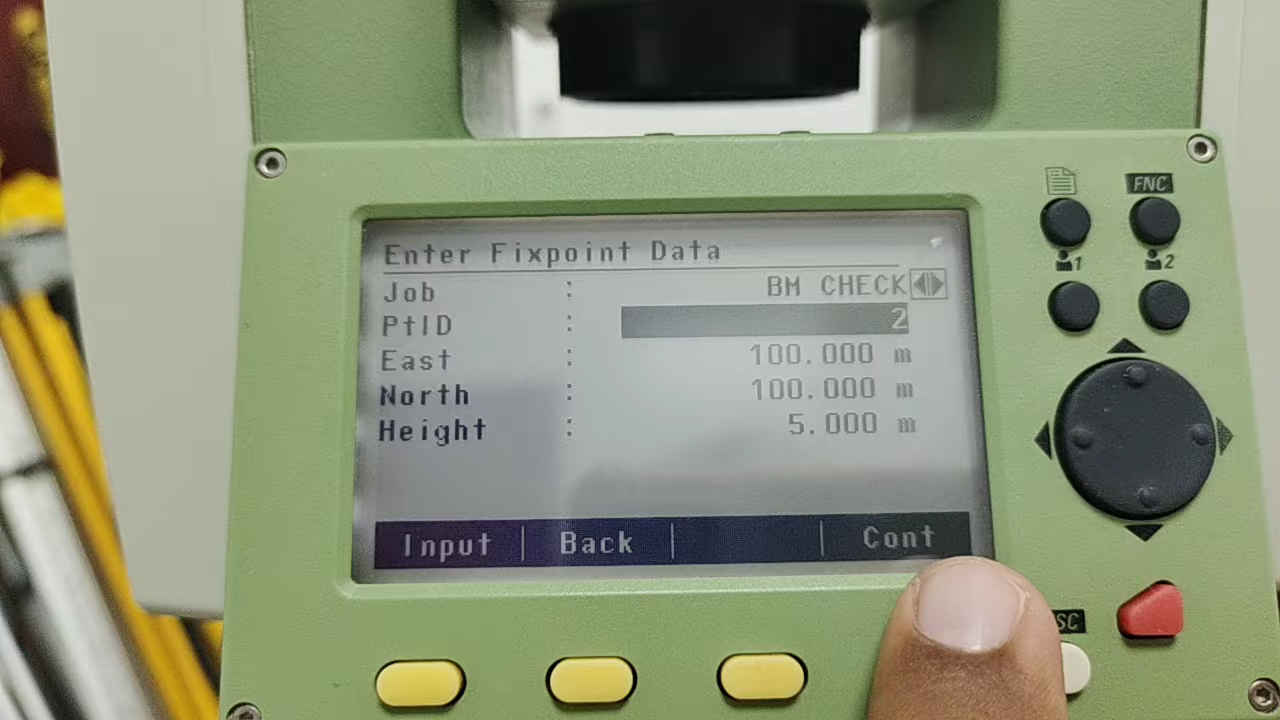 FNC
Enter Fixpoint Data
1 2
Job : BM CHECK
PtID : 2
East : 100.000 m
North : 100.000 m
Height : 5.000 m
Input Back Cont
SC